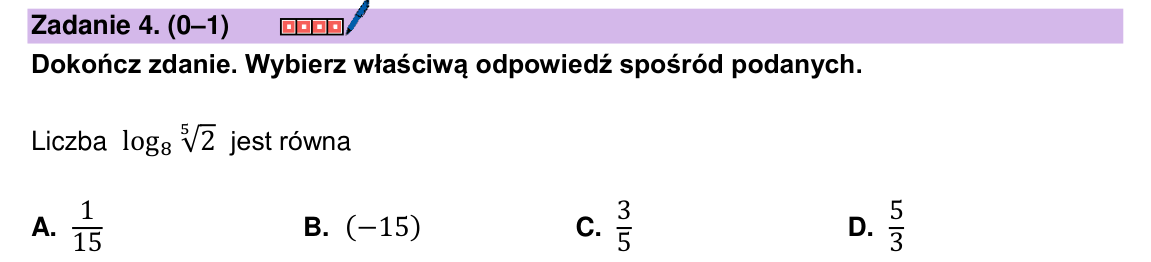 Zadanie 4. (0–1)
Dokończ zdanie. Wybierz właściwą odpowiedź spośród podanych.
Liczba log₈ ⁵√2 jest równa
A. 1/15 B. (−15) C. 3/5 D. 5/3